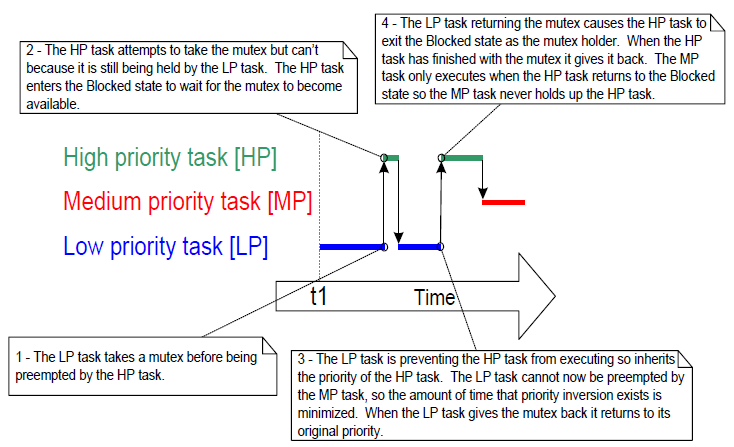 2 - The HP task attempts to take the mutex but can't
because it is still being held by the LP task.  The HP task
enters the Blocked state to wait for the mutex to become
available.
4 - The LP task returning the mutex causes the HP task to
exit the Blocked state as the mutex holder.  When the HP
task has finished with the mutex it gives it back.  The MP
task only executes when the HP task returns to the Blocked
state so the MP task never holds up the HP task.
High priority task [HP]
Medium priority task [MP]
Low priority task [LP]
t1
Time
1 - The LP task takes a mutex before being
preempted by the HP task.
3 - The LP task is preventing the HP task from executing so inherits
the priority of the HP task.  The LP task cannot now be preempted by
the MP task, so the amount of time that priority inversion exists is
minimized.  When the LP task gives the mutex back it returns to its
original priority.